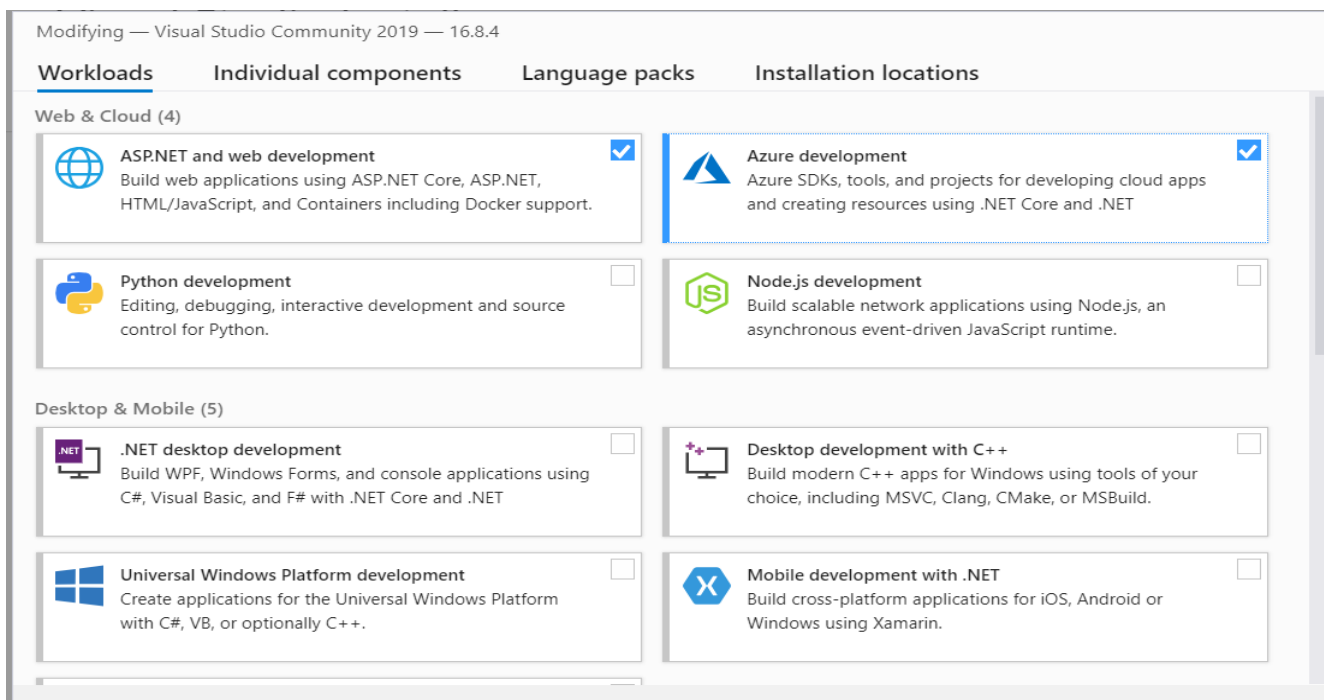 Modifying — Visual Studio Community 2019 — 16.8.4
Workloads Individual components Language packs Installation locations
Web & Cloud (4)
ASP.NET and web development
Build web applications using ASP.NET Core, ASP.NET,
HTML/JavaScript, and Containers including Docker support.
Azure development
Azure SDKs, tools, and projects for developing cloud apps
and creating resources using .NET Core and .NET
Python development
Editing, debugging, interactive development and source
control for Python.
JS
Node.js development
Build scalable network applications using Node.js, an
asynchronous event-driven JavaScript runtime.
Desktop & Mobile (5)
.NET
.NET desktop development
Build WPF, Windows Forms, and console applications using
C#, Visual Basic, and F# with .NET Core and .NET
Desktop development with C++
Build modern C++ apps for Windows using tools of your
choice, including MSVC, Clang, CMake, or MSBuild.
Universal Windows Platform development
Create applications for the Universal Windows Platform
with C#, VB, or optionally C++.
Mobile development with .NET
Build cross-platform applications for iOS, Android or
Windows using Xamarin.